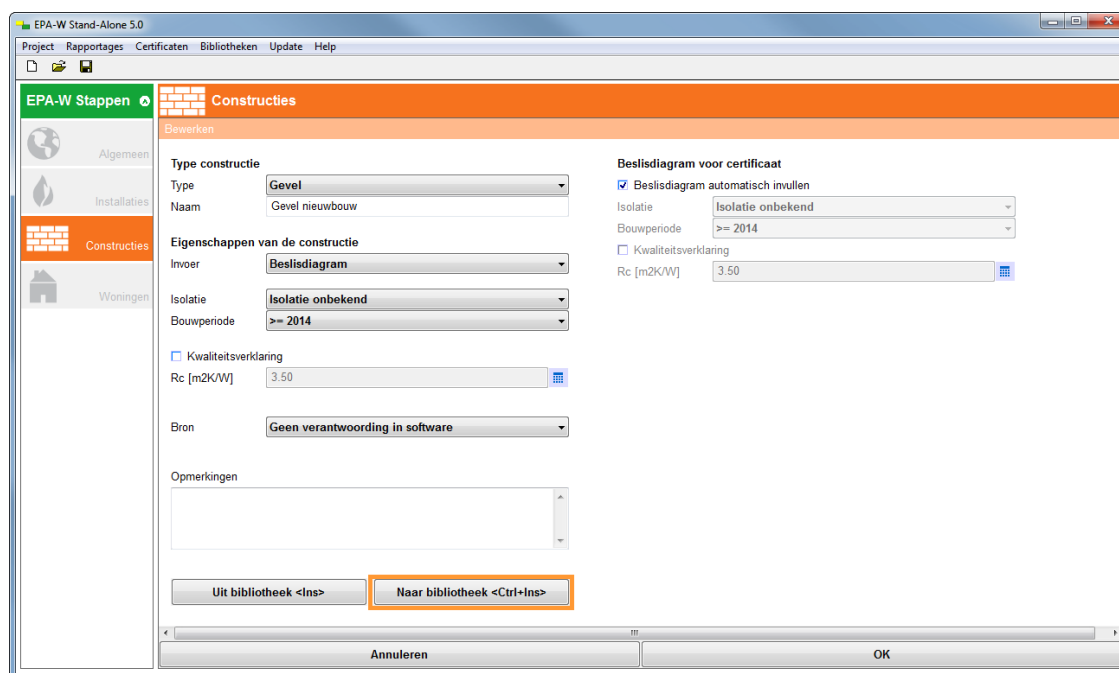 EPA-W Stand-Alone 5.0
Project Rapportages Certificaten Bibliotheken Update Help
EPA-W Stappen
Algemeen
Installaties
Constructies
Woningen
Constructies
Bewerken
Type constructie
Type Gevel
Naam Gevel nieuwbouw
Eigenschappen van de constructie
Invoer Beslisdiagram
Isolatie Isolatie onbekend
Bouwperiode >= 2014
Kwaliteitsverklaring
Rc [m2K/W] 3.50
Bron Geen verantwoording in software
Opmerkingen
Uit bibliotheek <Ins> Naar bibliotheek <Ctrl+Ins>
Beslisdiagram voor certificaat
Beslisdiagram automatisch invullen
Isolatie Isolatie onbekend
Bouwperiode >= 2014
Kwaliteitsverklaring
Rc [m2K/W] 3.50
Annuleren OK